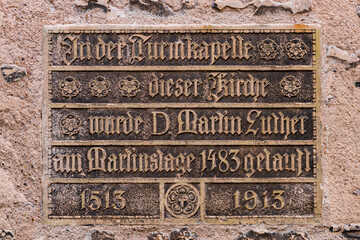 In der Turmkapelle
dieser Kirche
wurde D. Martin Luther
am Martinstage 1483 getauft
1513 1913